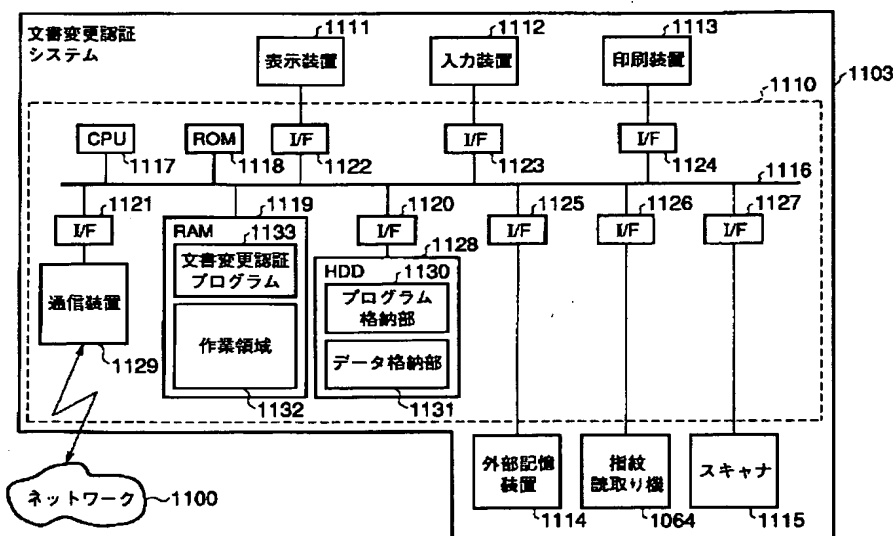 文書変更認証
システム
1111
1112
1113
表示装置
入力装置
印刷装置
1103
1110
CPU
ROM
I/F
I/F
I/F
1117
1118
1122
1123
1124
1116
1121
1119
1120
1125
1126
1127
I/F
RAM
1133
I/F
I/F
I/F
I/F
1128
文書変更認証
プログラム
HDD
1130
通信装置
プログラム
格納部
作業領域
データ格納部
1129
1132
1131
外部記憶
装置
指紋
読取り機
スキャナ
ネットワーク
1100
1114
1064
1115